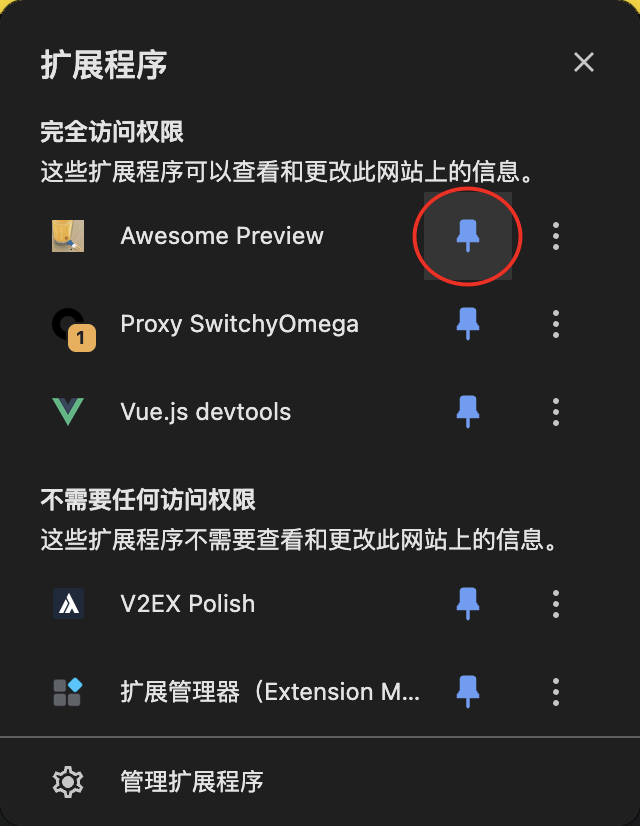 扩展程序
完全访问权限
这些扩展程序可以查看和更改此网站上的信息。
Awesome Preview
Proxy SwitchyOmega
1
Vue.js devtools
不需要任何访问权限
这些扩展程序不需要查看和更改此网站上的信息。
V2EX Polish
扩展管理器（Extension M...
管理扩展程序